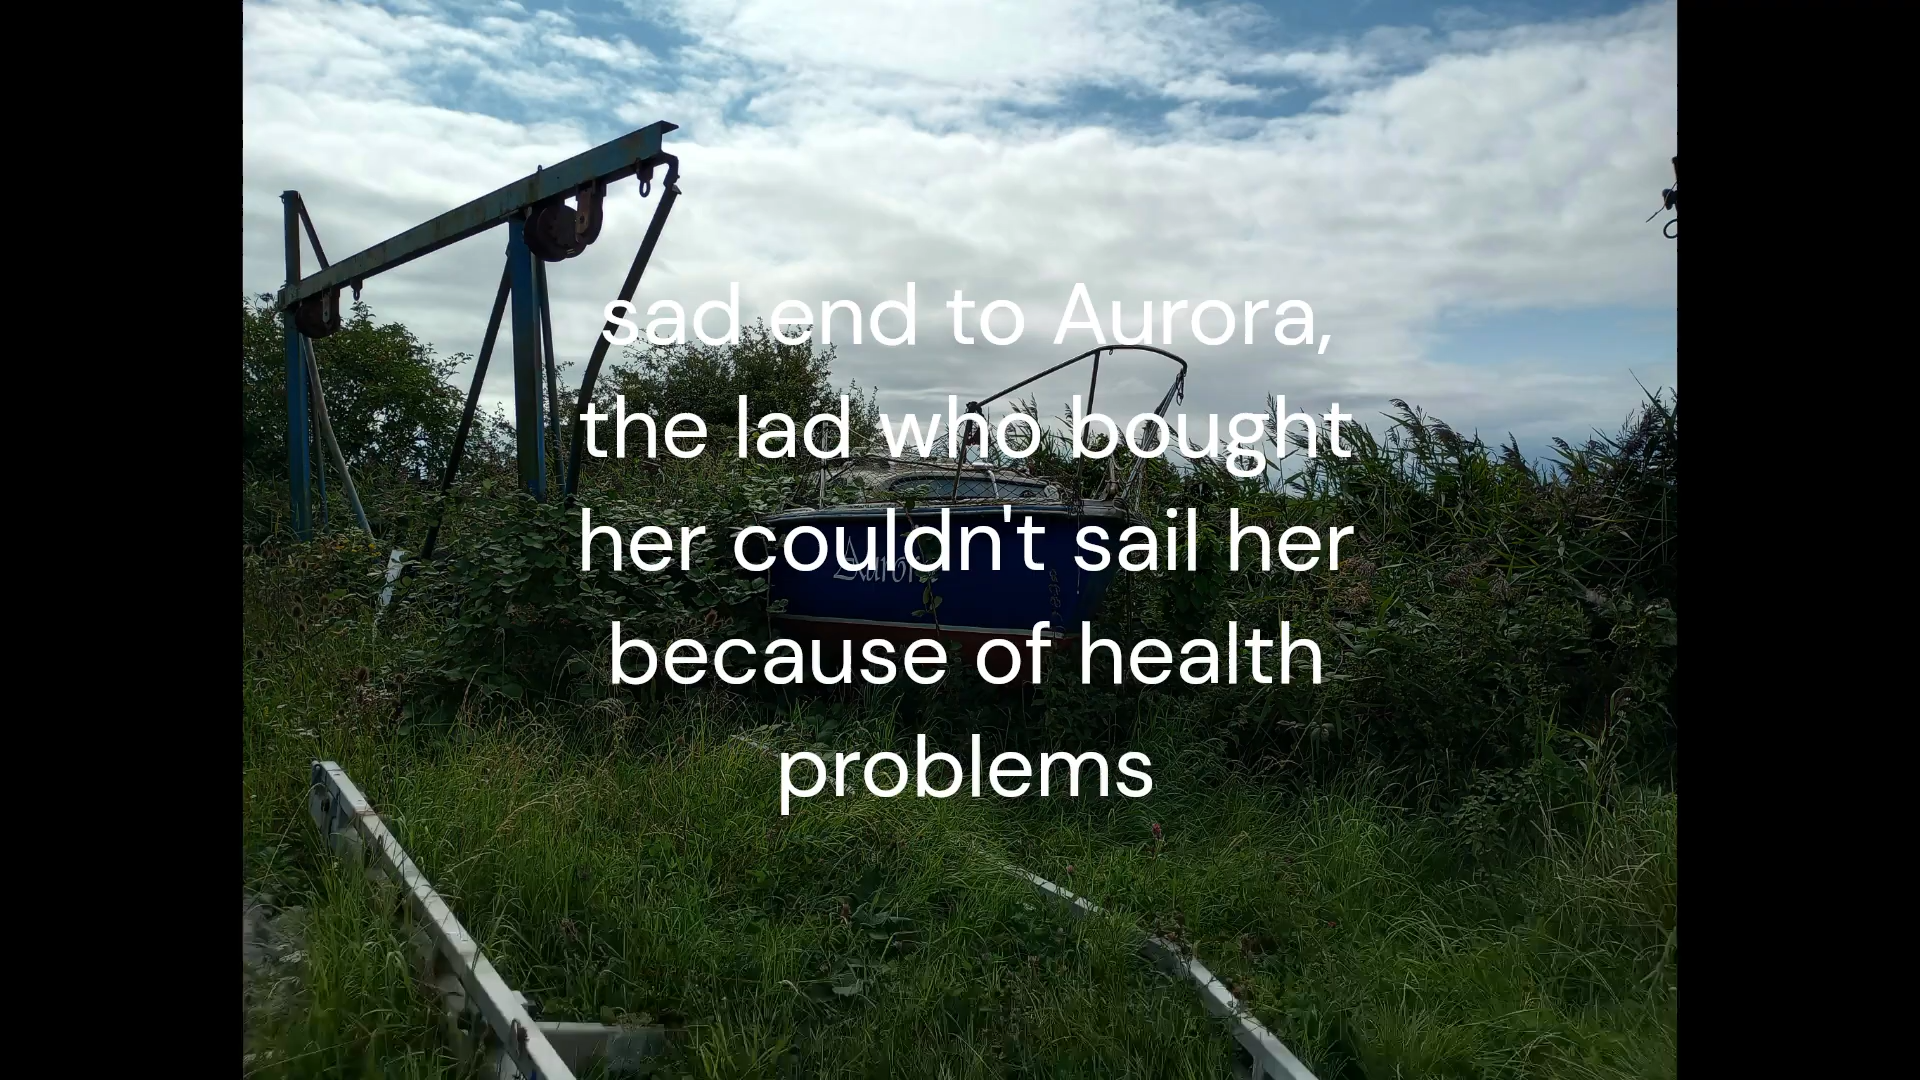 sad end to Aurora,
the lad who bought
her couldn't sail her
because of health
problems